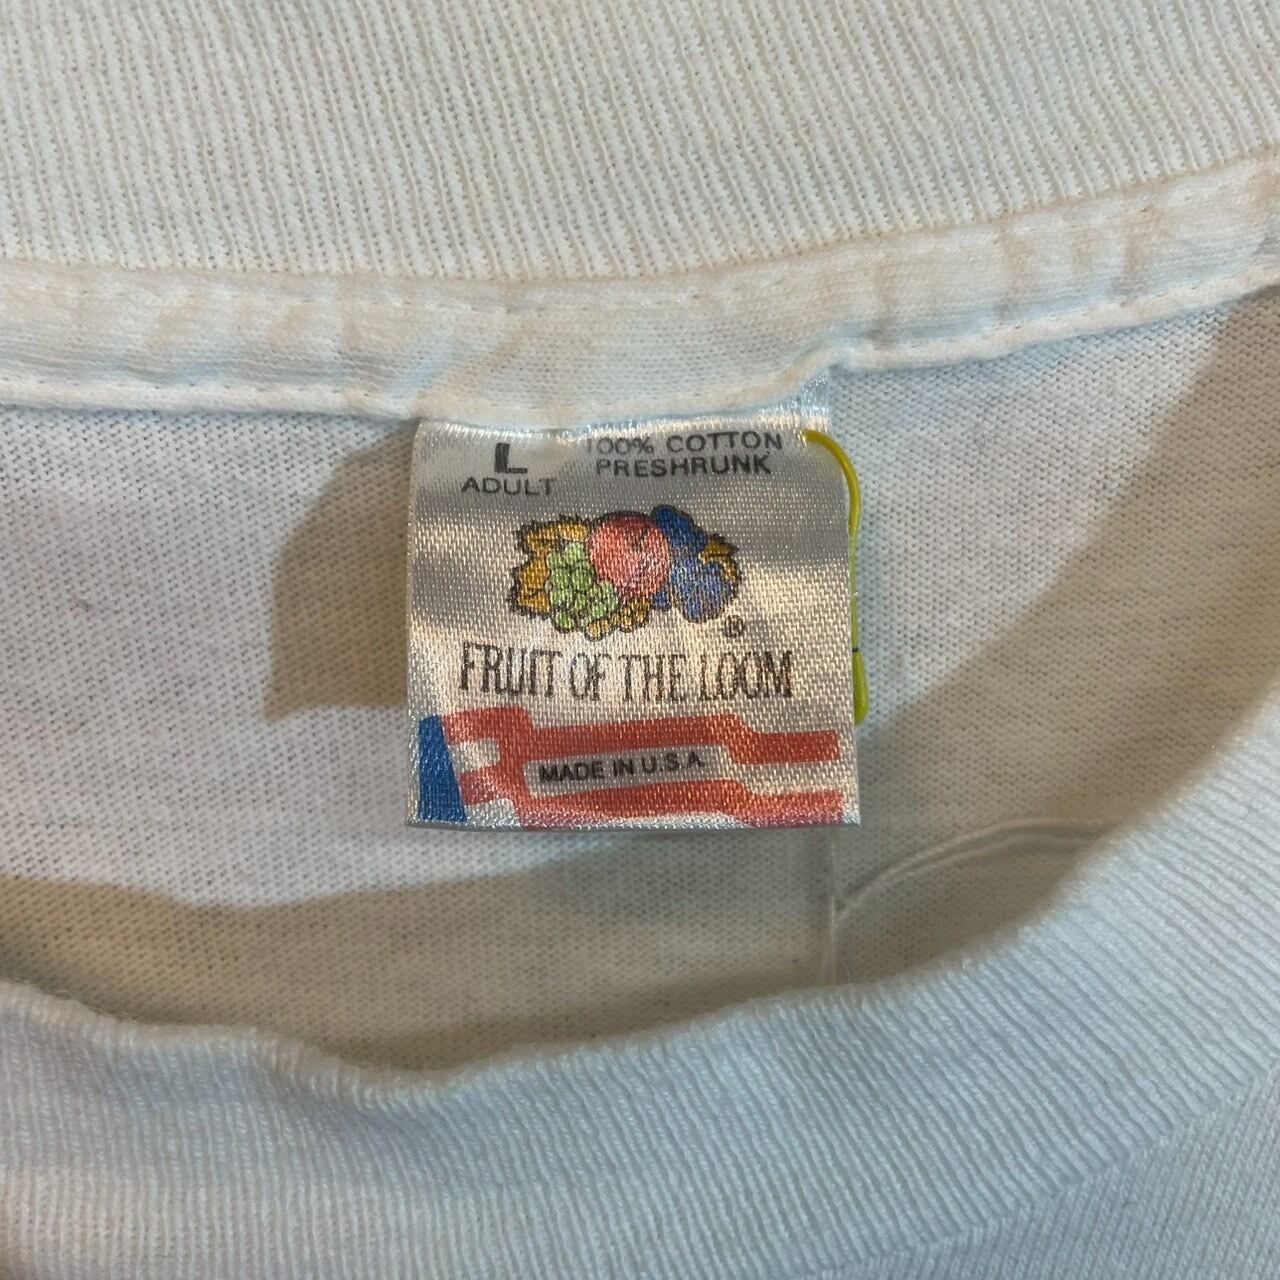 L
ADULT
100% COTTON
PRESHRUNK
®
FRUIT OF THE LOOM
MADE IN U.S.A.